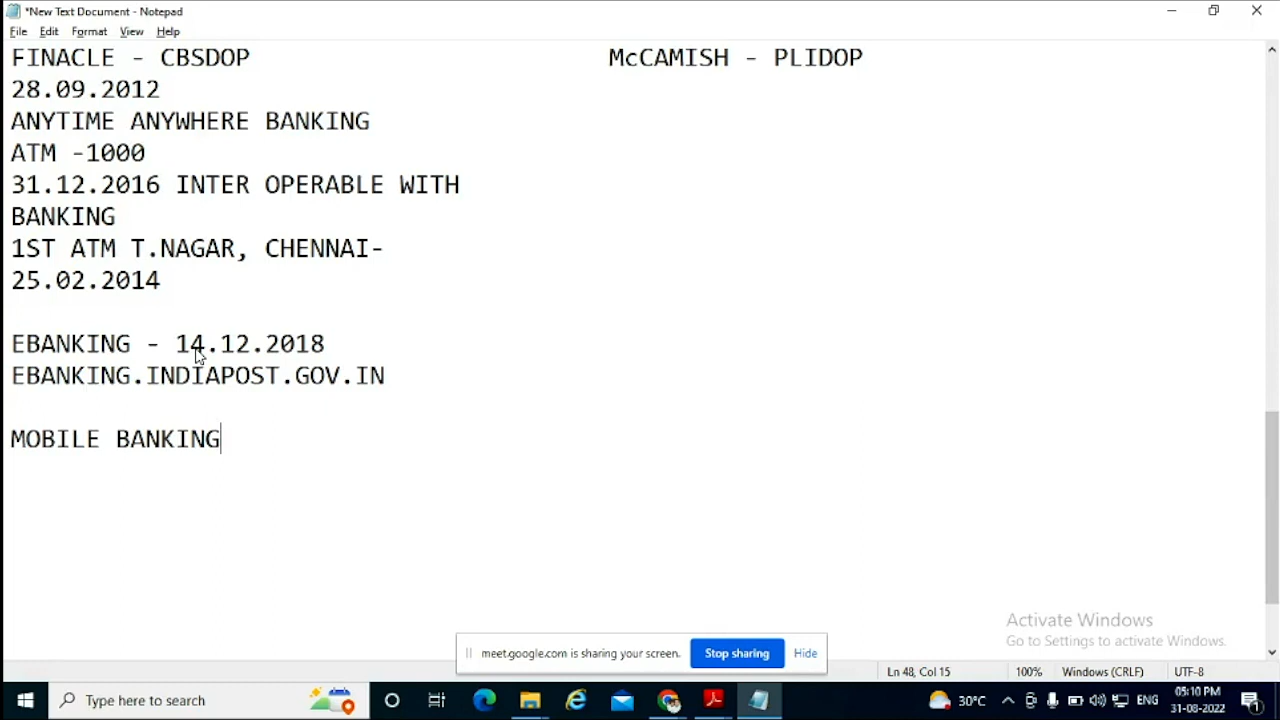 *New Text Document - Notepad
File Edit Format View Help
FINACLE - CBSDOP McCAMISH - PLIDOP
28.09.2012
ANYTIME ANYWHERE BANKING
ATM -1000
31.12.2016 INTER OPERABLE WITH
BANKING
1ST ATM T.NAGAR, CHENNAI-
25.02.2014
EBANKING - 14.12.2018
EBANKING.INDIAPOST.GOV.IN
MOBILE BANKING
Activate Windows
Go to Settings to activate Windows.
meet.google.com is sharing your screen. Stop sharing Hide
Ln 48, Col 15 100% Windows (CRLF) UTF-8
Type here to search 30°C ENG 05:10 PM
31-08-2022 1